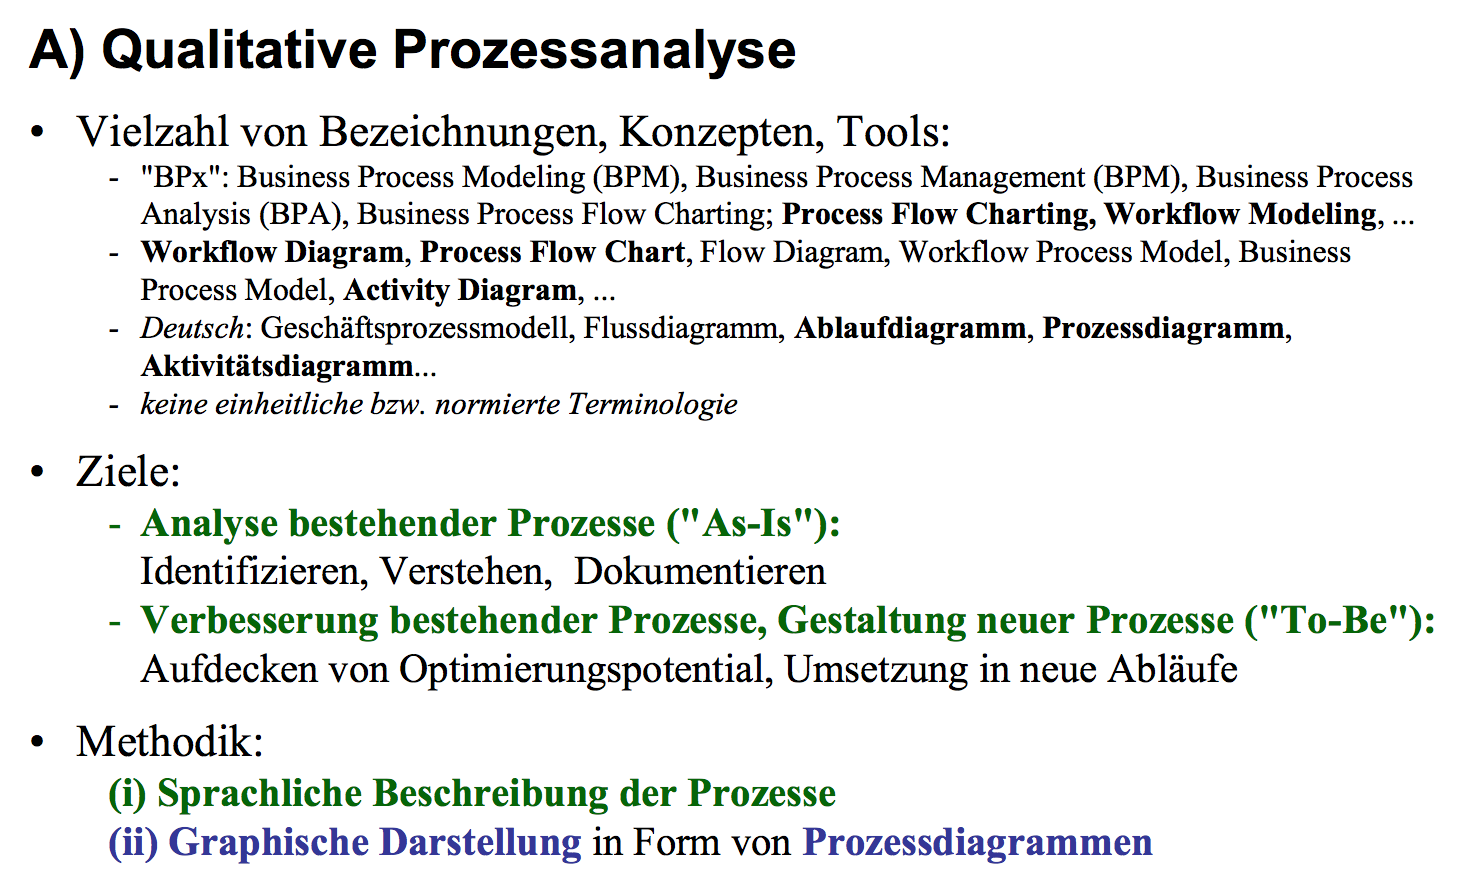 A) Qualitative Prozessanalyse
• Vielzahl von Bezeichnungen, Konzepten, Tools:
- "BPx": Business Process Modeling (BPM), Business Process Management (BPM), Business Process
Analysis (BPA), Business Process Flow Charting; Process Flow Charting, Workflow Modeling, ...
- Workflow Diagram, Process Flow Chart, Flow Diagram, Workflow Process Model, Business
Process Model, Activity Diagram, ...
- Deutsch: Geschäftsprozessmodell, Flussdiagramm, Ablaufdiagramm, Prozessdiagramm,
Aktivitätsdiagramm...
- keine einheitliche bzw. normierte Terminologie
• Ziele:
- Analyse bestehender Prozesse ("As-Is"):
Identifizieren, Verstehen, Dokumentieren
- Verbesserung bestehender Prozesse, Gestaltung neuer Prozesse ("To-Be"):
Aufdecken von Optimierungspotential, Umsetzung in neue Abläufe
• Methodik:
(i) Sprachliche Beschreibung der Prozesse
(ii) Graphische Darstellung in Form von Prozessdiagrammen